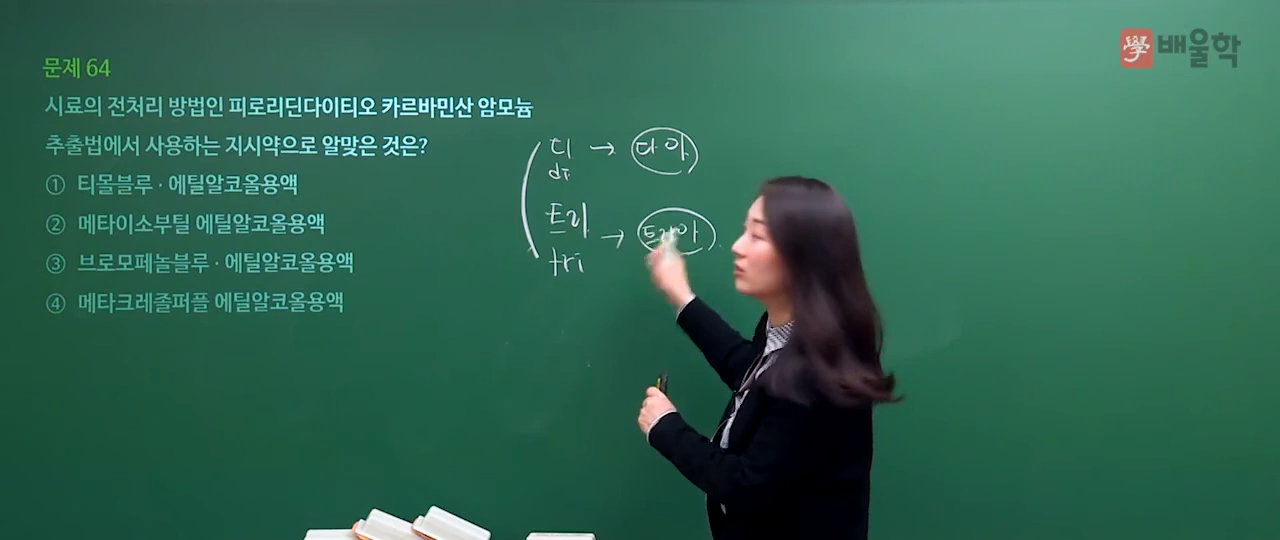 學 배울학
문제 64
시료의 전처리 방법인 피로리딘다이티오 카르바민산 암모늄
추출법에서 사용하는 지시약으로 알맞은 것은?
① 티몰블루 · 에틸알코올용액
② 메타이소부틸 에틸알코올용액
③ 브로모페놀블루 · 에틸알코올용액
④ 메타크레졸퍼플 에틸알코올용액
디 → 다이
di
트리 → 트라이
tri